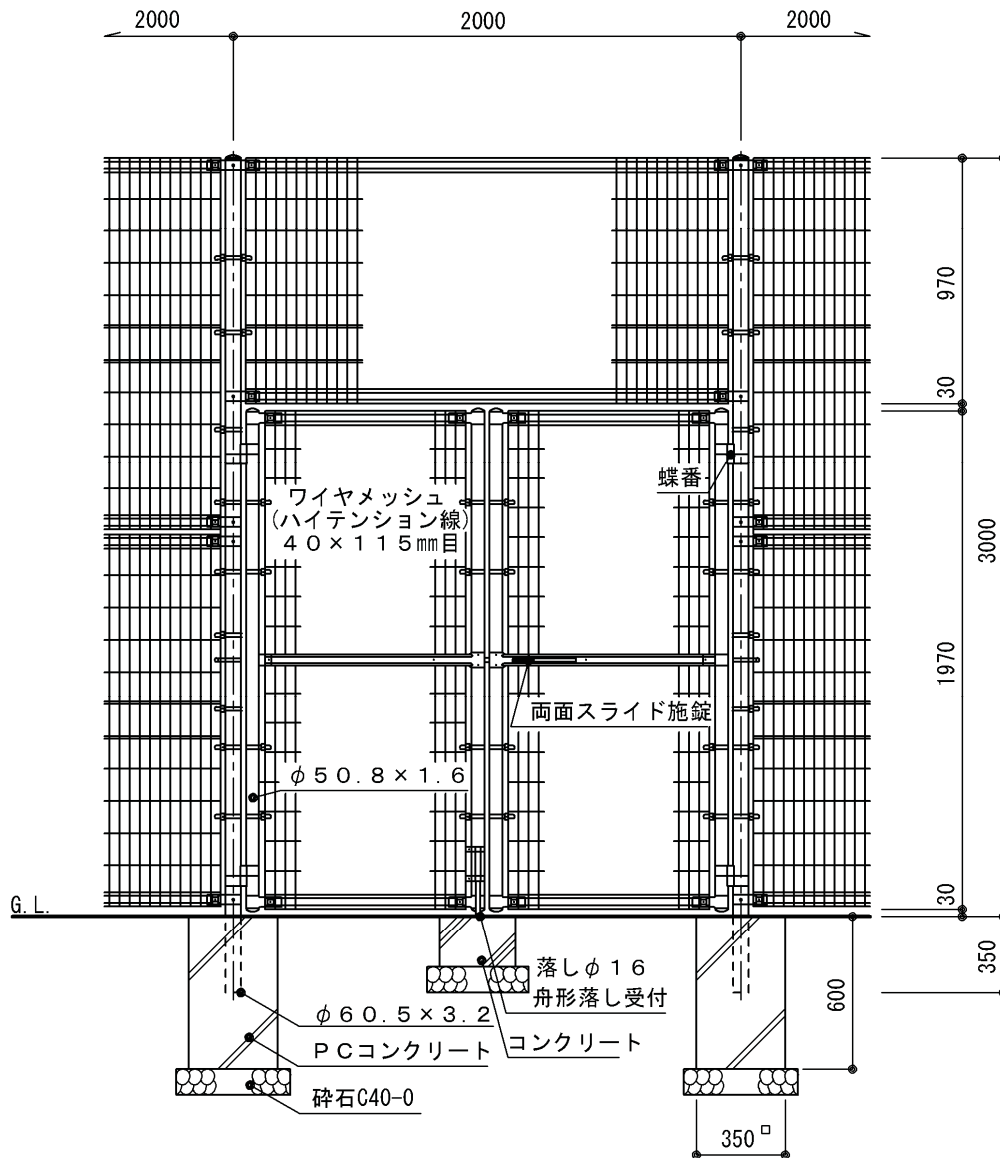 2000
2000
2000
970
30
蝶番
ワイヤメッシュ
(ハイテンション線)
４０×１１５㎜目
3000
1970
両面スライド施錠
φ５０.８×１.６
G.L.
30
350
落しφ１６
舟形落し受付
600
φ６０.５×３.２
コンクリート
ＰＣコンクリート
砕石C40-0
350□